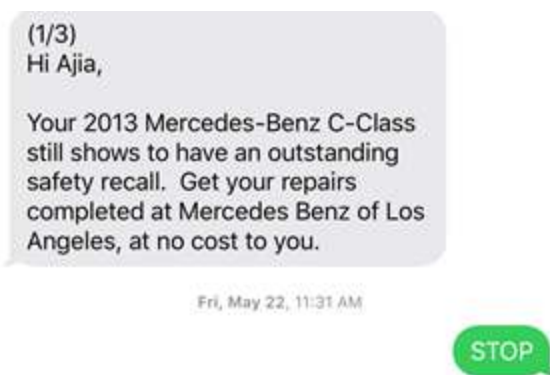 (1/3)
Hi Ajia,
Your 2013 Mercedes-Benz C-Class
still shows to have an outstanding
safety recall.  Get your repairs
completed at Mercedes Benz of Los
Angeles, at no cost to you.
Fri, May 22, 11:31 AM
STOP